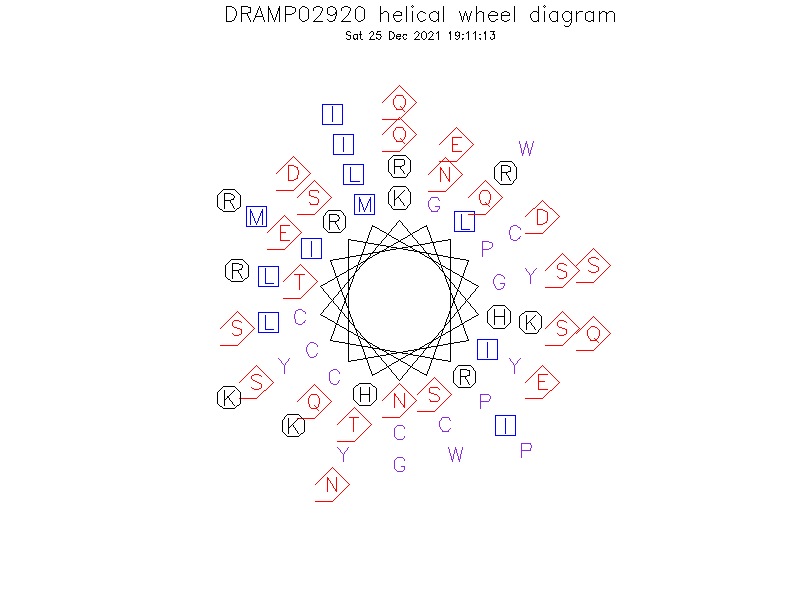 DRAMP02920 helical wheel diagram
Sat 25 Dec 2021 19:11:13
Q
I
Q
I E W
R L N R
D
R S M K G Q
M R L C D
E I P
R L T G Y S S
S L C H K S Q
C I
Y Y
S C R E
K H N S P
Q
K T C C I
Y G W P
N